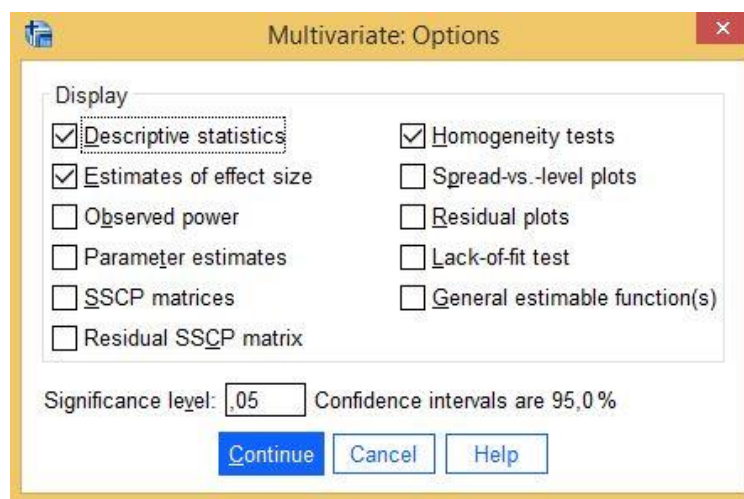 Multivariate: Options
Display
Descriptive statistics
Homogeneity tests
Estimates of effect size
Spread-vs.-level plots
Observed power
Residual plots
Parameter estimates
Lack-of-fit test
SSCP matrices
General estimable function(s)
Residual SSCP matrix
Significance level: ,05 Confidence intervals are 95,0 %
Continue Cancel Help